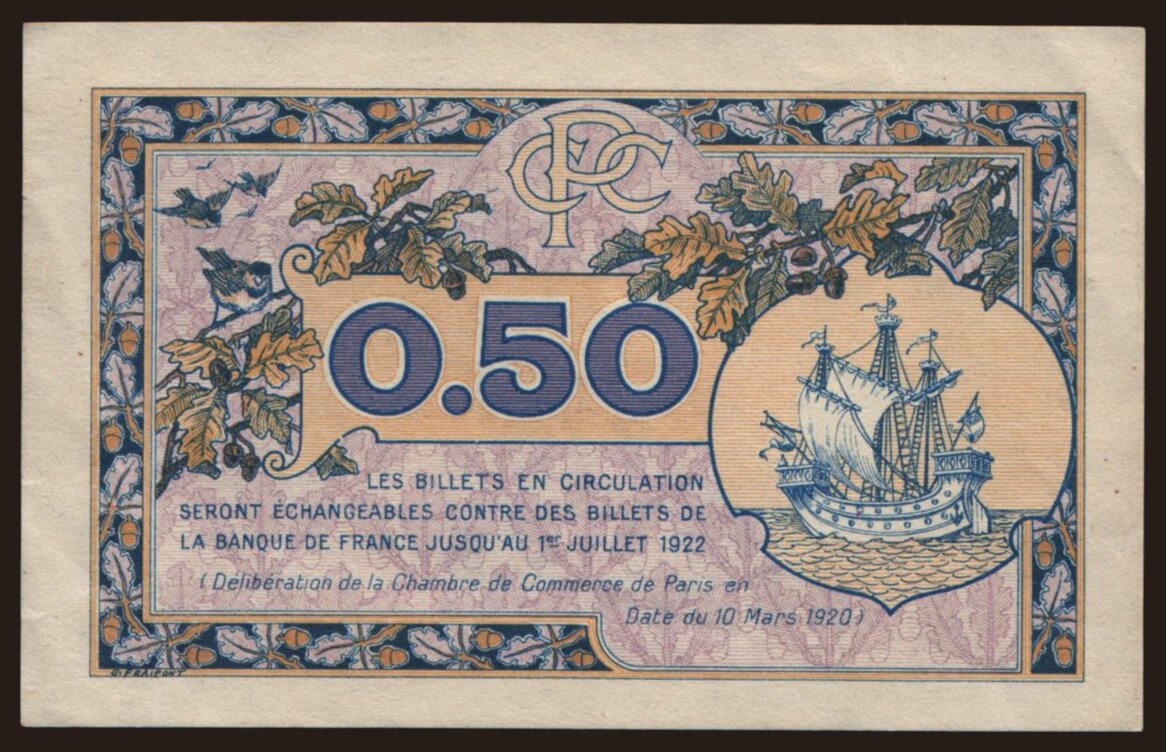 CPC
0.50
LES BILLETS EN CIRCULATION
SERONT ÉCHANGEABLES CONTRE DES BILLETS DE
LA BANQUE DE FRANCE JUSQU'AU 1er JUILLET 1922
(Délibération de la Chambre de Commerce de Paris en
Date du 10 Mars 1920)
G. FRAIPONT